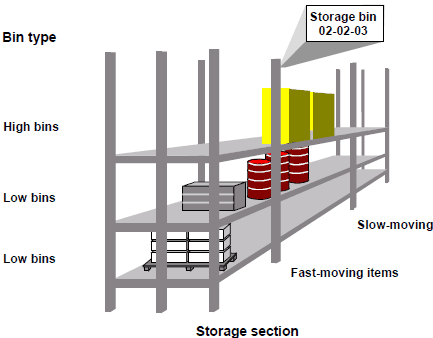 Storage bin
02-02-03
Bin type
High bins
Low bins
Low bins
Slow-moving
Fast-moving items
Storage section